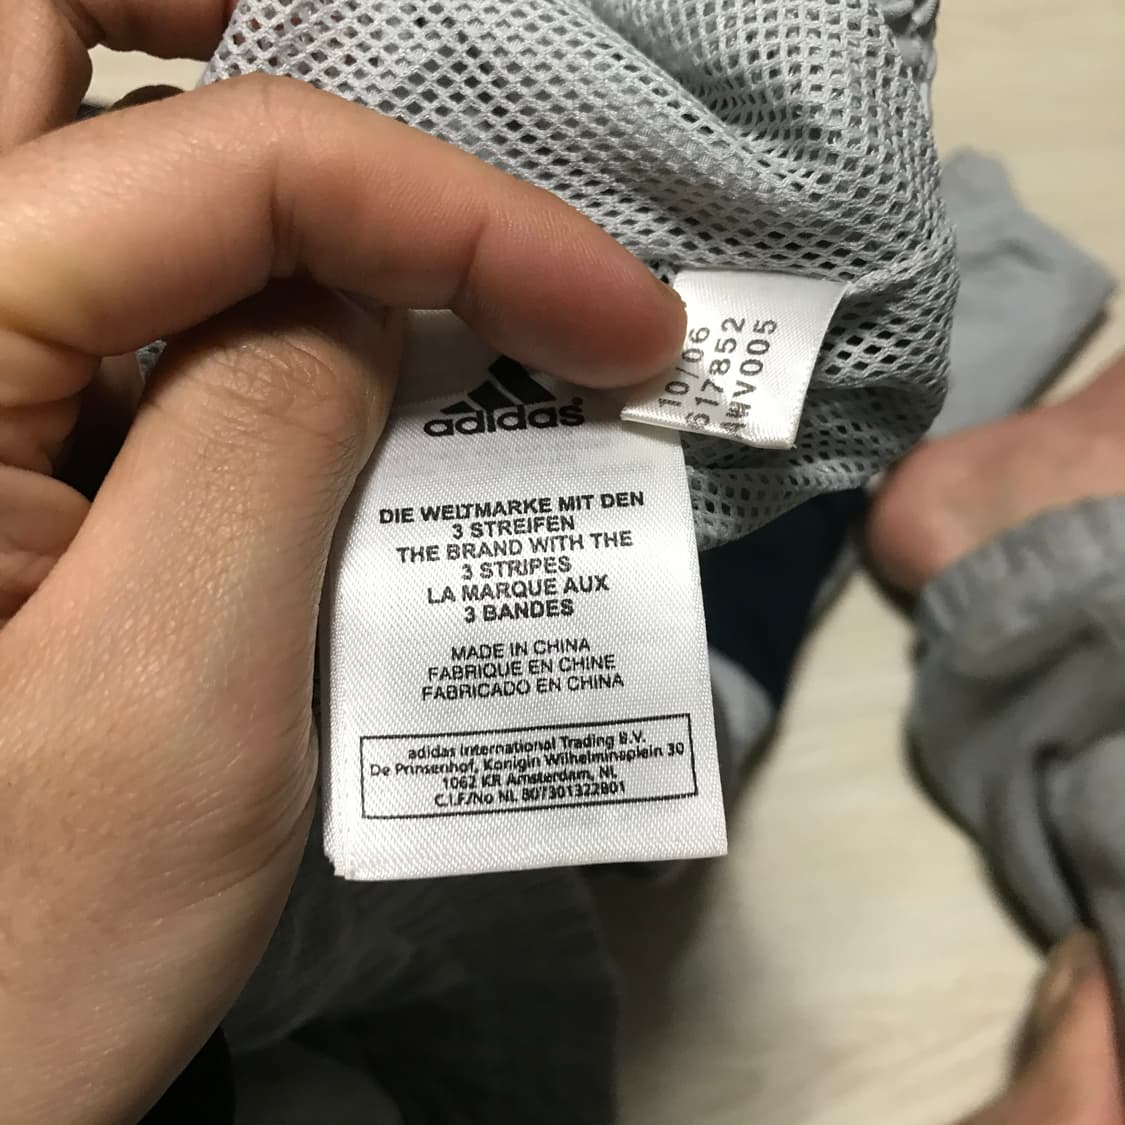 adidas
DIE WELTMARKE MIT DEN
3 STREIFEN
THE BRAND WITH THE
3 STRIPES
LA MARQUE AUX
3 BANDES
MADE IN CHINA
FABRIQUE EN CHINE
FABRICADO EN CHINA
adidas International Trading B.V.
De Prinsenhof, Konigin Wilhelminaplein 30
1062 KR Amsterdam, NL
C.I.F./No NL 807301322B01
10/06
617852
WV005